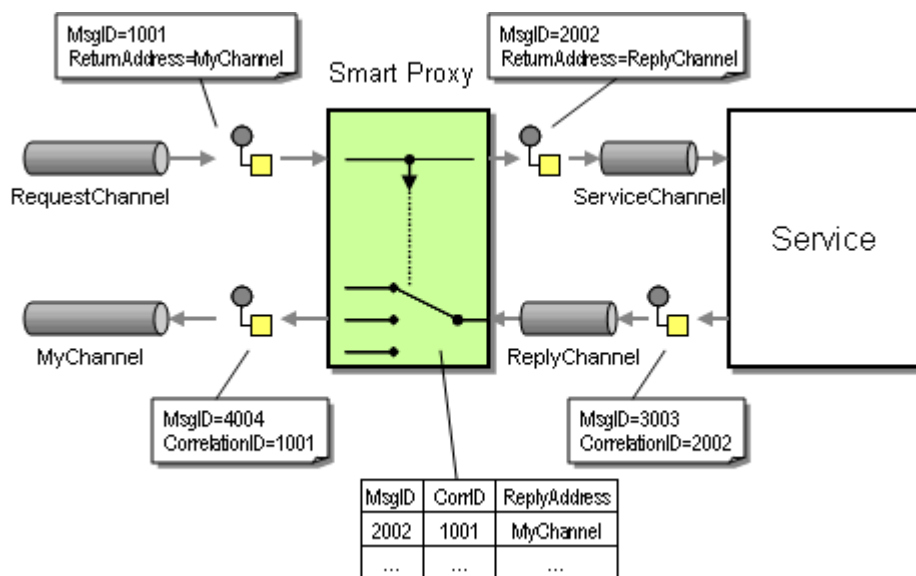 MsgID=1001
ReturnAddress=MyChannel
MsgID=2002
ReturnAddress=ReplyChannel
Smart Proxy
RequestChannel
ServiceChannel
Service
MyChannel
ReplyChannel
MsgID=4004
CorrelationID=1001
MsgID=3003
CorrelationID=2002
MsgID CorrID ReplyAddress
2002 1001 MyChannel
... ... ...